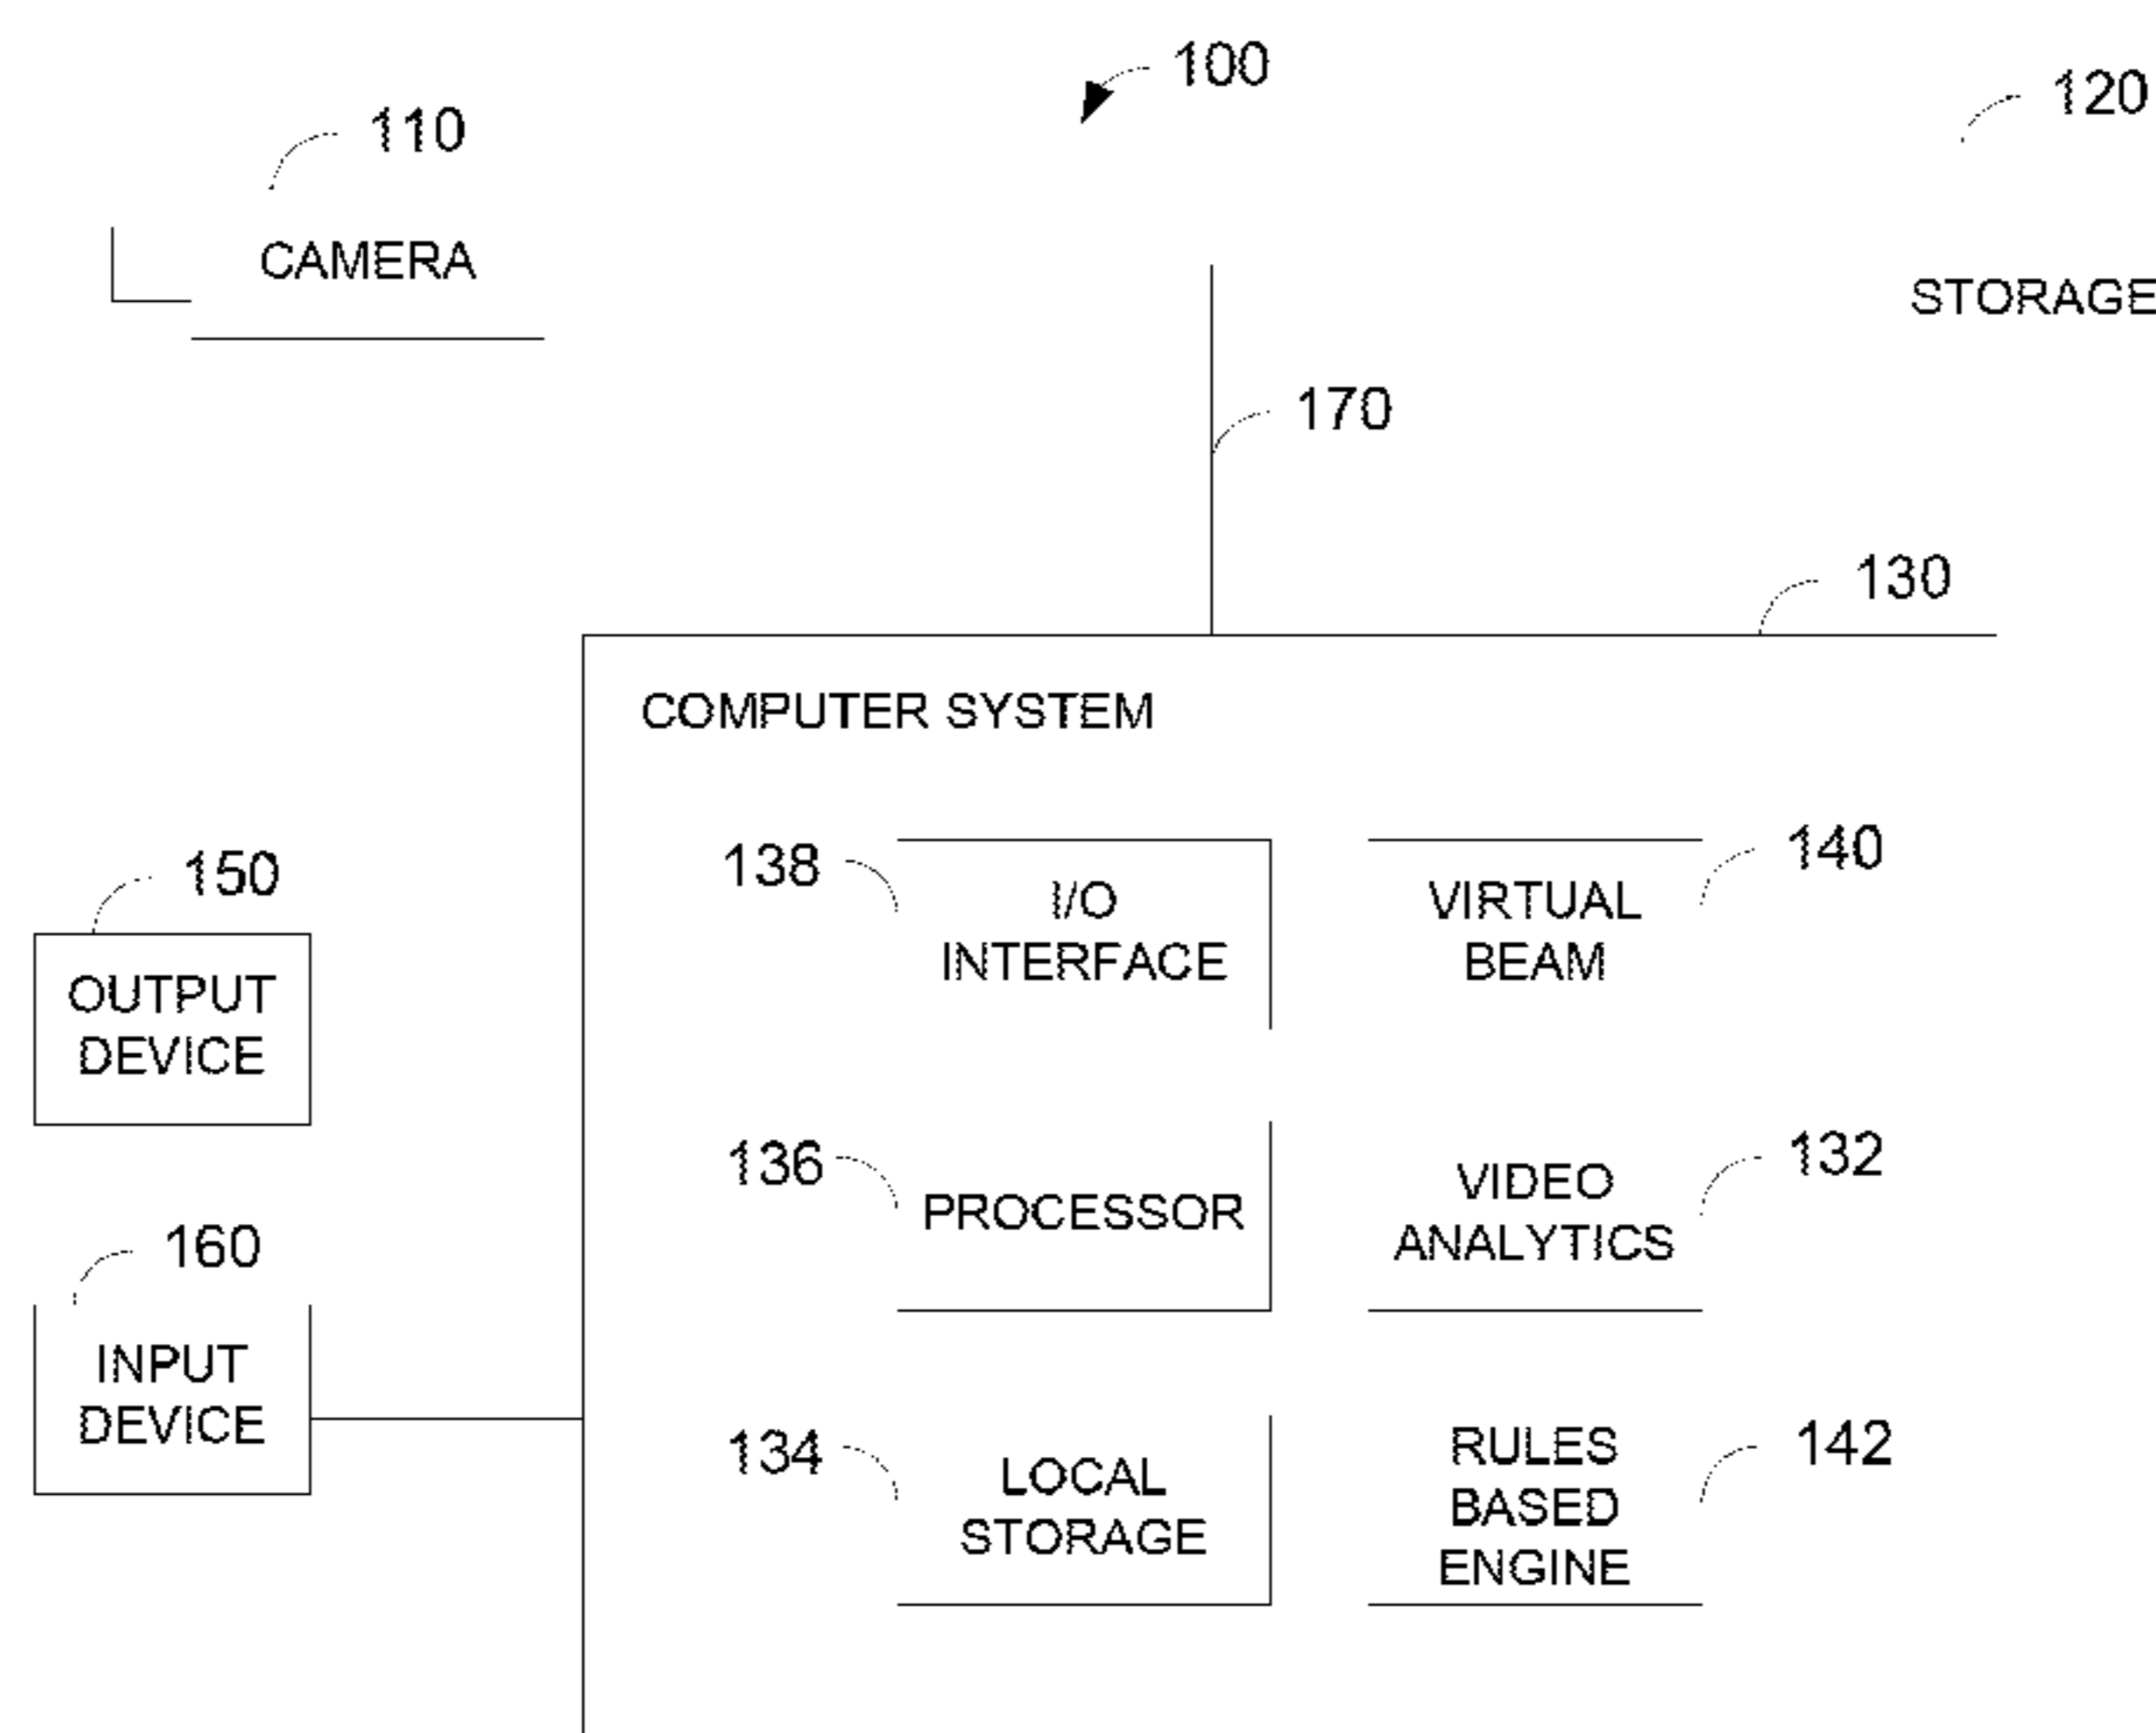 100
120
110
CAMERA
STORAGE
170
130
COMPUTER SYSTEM
138
I/O
INTERFACE
VIRTUAL
BEAM
140
150
OUTPUT
DEVICE
136
PROCESSOR
VIDEO
ANALYTICS
132
160
INPUT
DEVICE
134
LOCAL
STORAGE
RULES
BASED
ENGINE
142